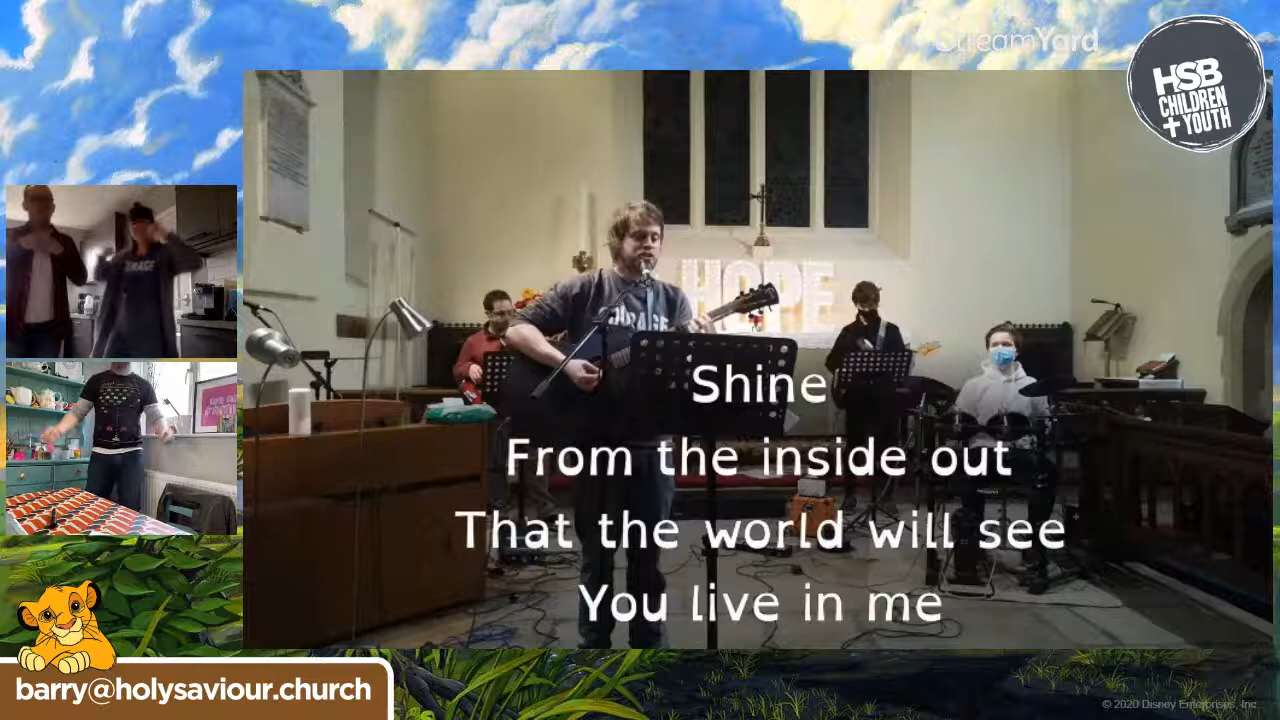 StreamYard
HSB
CHILDREN
+ YOUTH
HOPE
Shine
From the inside out
That the world will see
You live in me
barry@holysaviour.church
© 2020 Disney Enterprises, Inc.